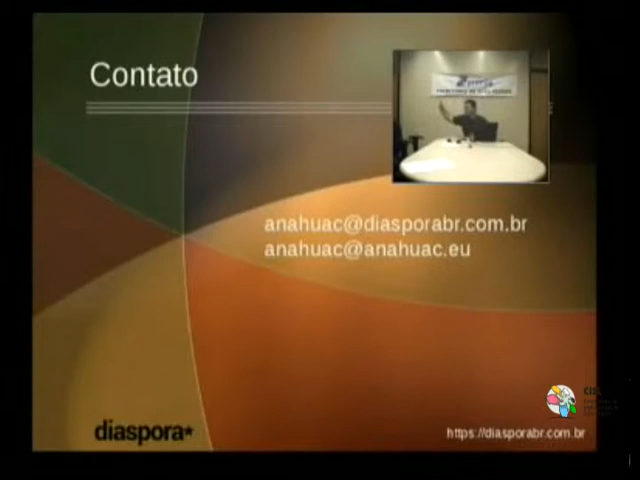 Contato
anahuac@diasporabr.com.br
anahuac@anahuac.eu
diaspora*
https://diasporabr.com.br